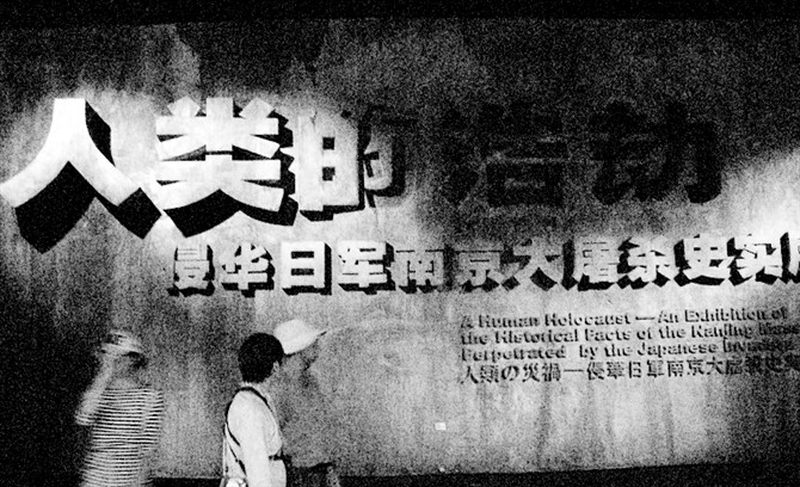 人类的浩劫
侵华日军南京大屠杀史实
A Human Holocaust — An Exhibition of
the Historical Facts of the Nanjing Mass
Perpetrated by the Japanese Invaders
人類の災禍—侵華日軍南京大屠殺史